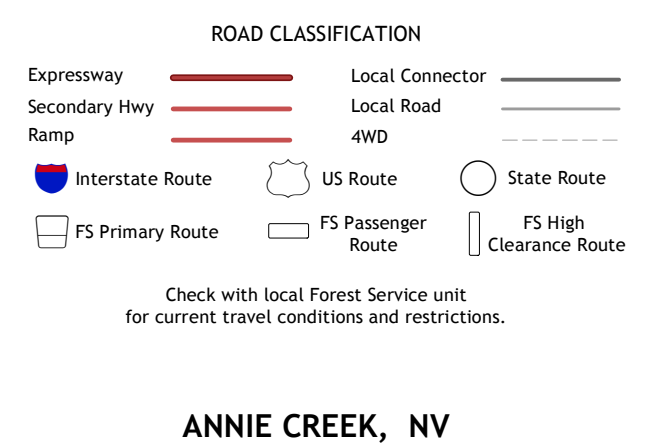 ROAD CLASSIFICATION
Expressway
Local Connector
Secondary Hwy
Local Road
Ramp
4WD
Interstate Route
US Route
State Route
FS Primary Route
FS Passenger
Route
FS High
Clearance Route
Check with local Forest Service unit
for current travel conditions and restrictions.
ANNIE CREEK, NV